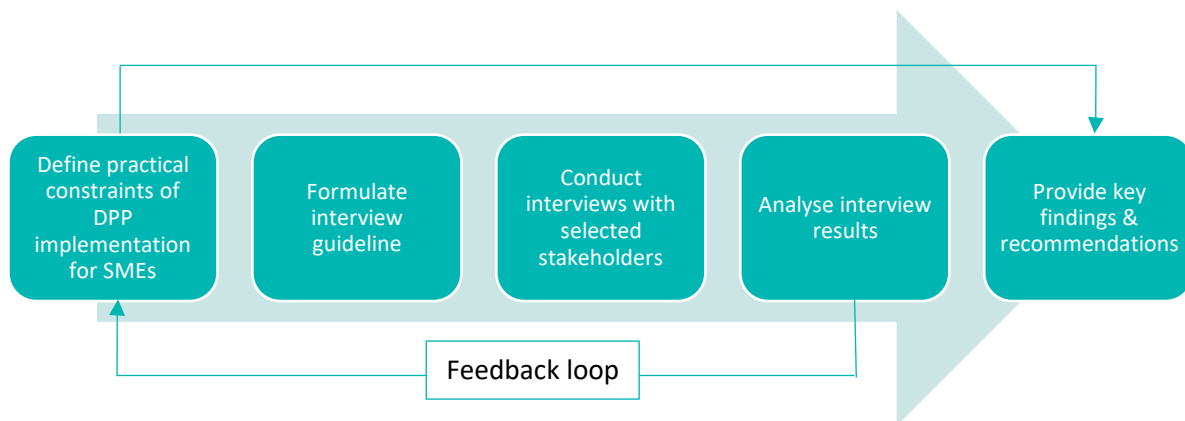 Define practical
constraints of
DPP
implementation
for SMEs
Formulate
interview
guideline
Conduct
interviews with
selected
stakeholders
Analyse interview
results
Provide key
findings &
recommendations
Feedback loop